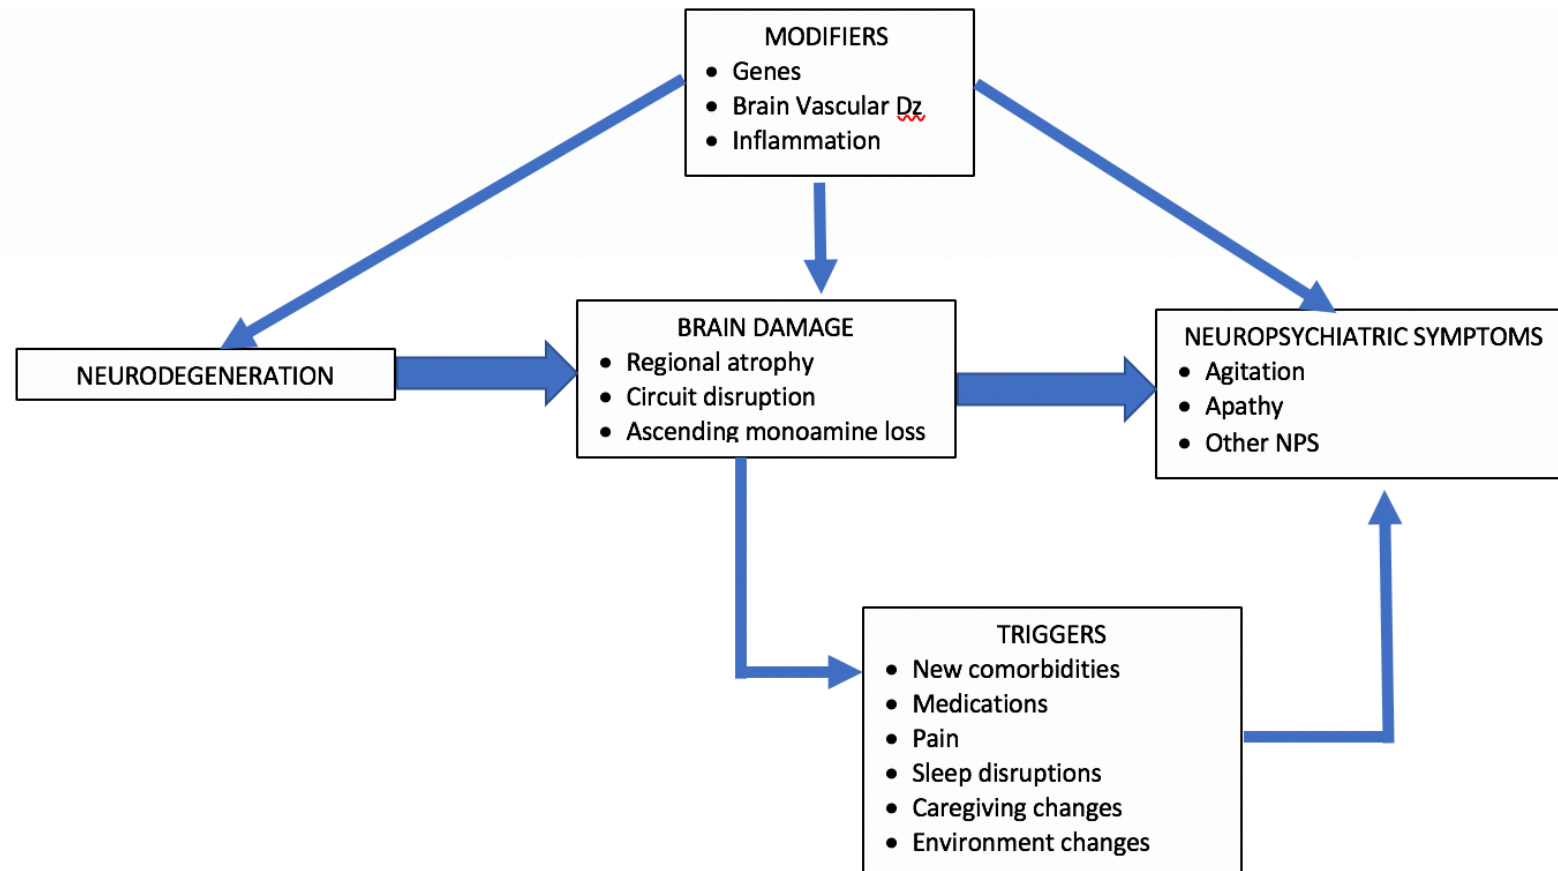 MODIFIERS
• Genes
• Brain Vascular Dz
• Inflammation
NEURODEGENERATION
BRAIN DAMAGE
• Regional atrophy
• Circuit disruption
• Ascending monoamine loss
NEUROPSYCHIATRIC SYMPTOMS
• Agitation
• Apathy
• Other NPS
TRIGGERS
• New comorbidities
• Medications
• Pain
• Sleep disruptions
• Caregiving changes
• Environment changes